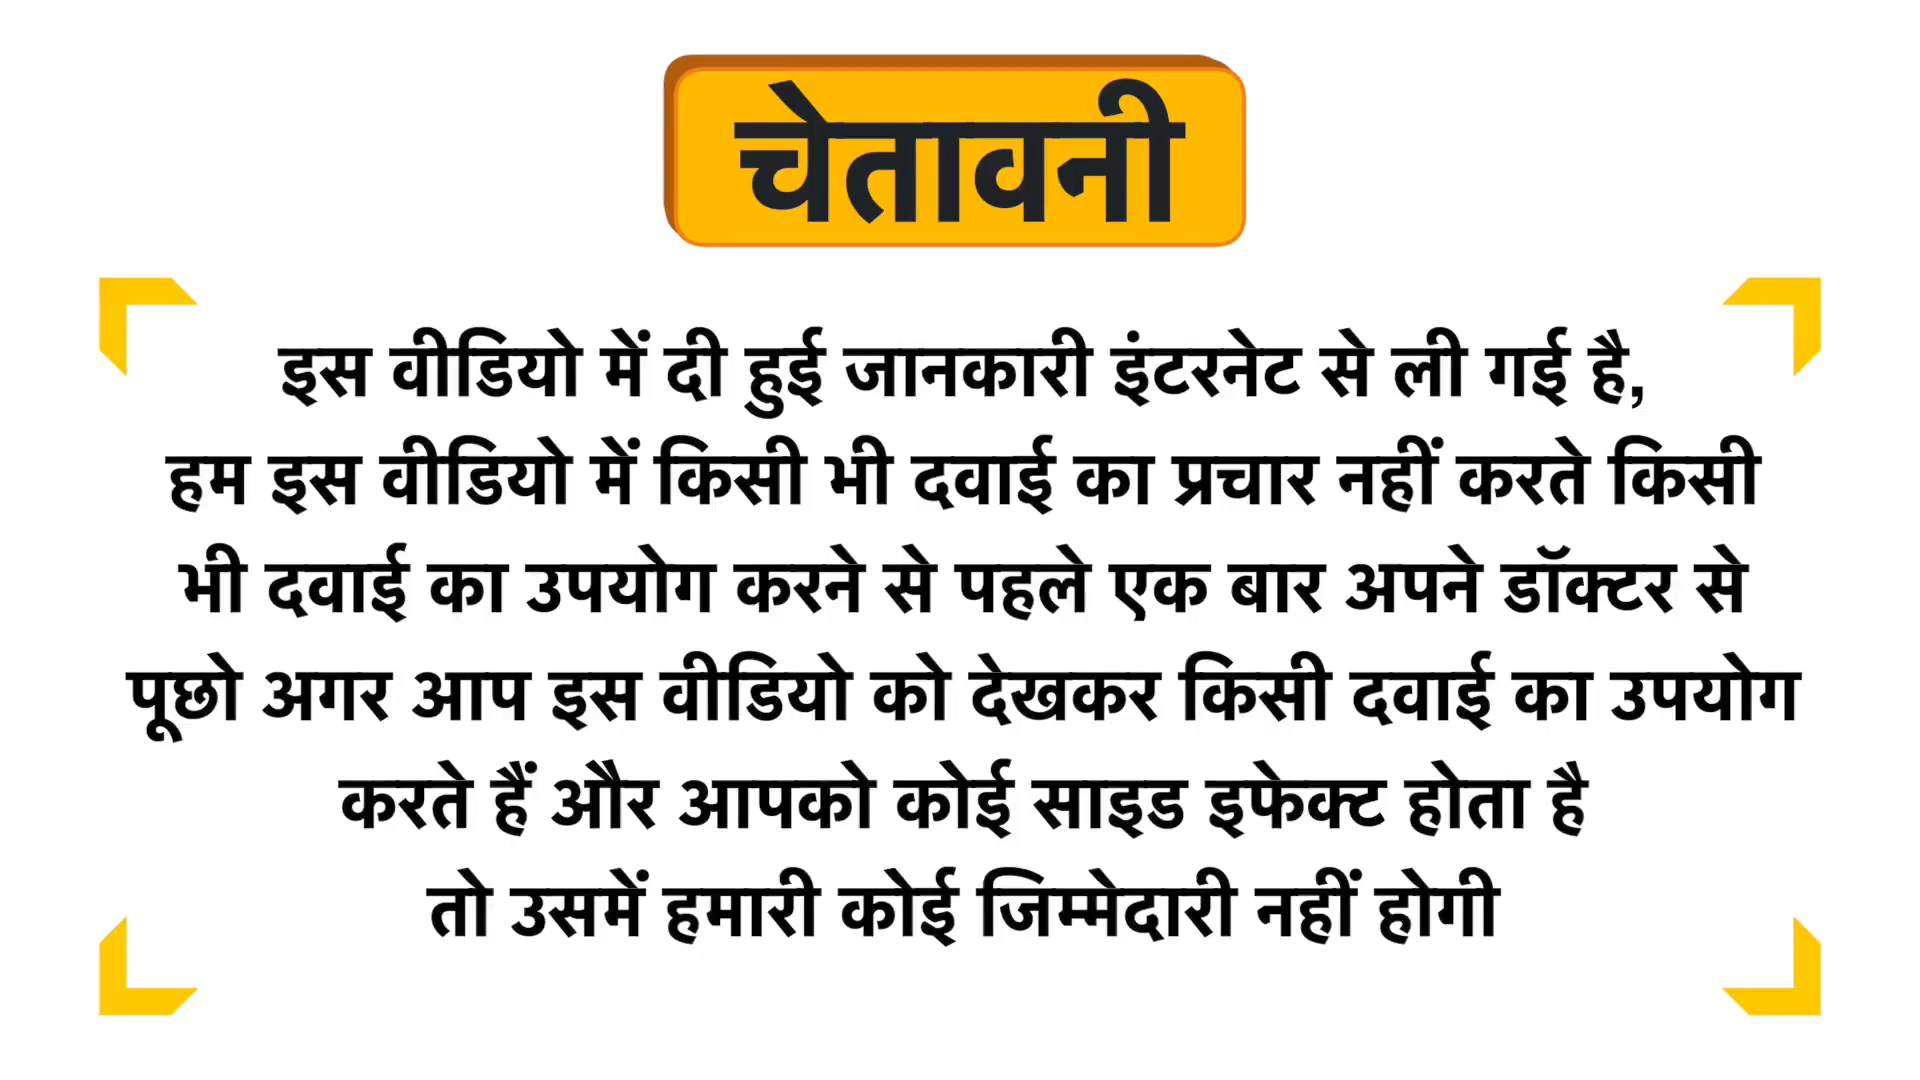 चेतावनी
इस वीडियो में दी हुई जानकारी इंटरनेट से ली गई है,
हम इस वीडियो में किसी भी दवाई का प्रचार नहीं करते किसी
भी दवाई का उपयोग करने से पहले एक बार अपने डॉक्टर से
पूछो अगर आप इस वीडियो को देखकर किसी दवाई का उपयोग
करते हैं और आपको कोई साइड इफेक्ट होता है
तो उसमें हमारी कोई जिम्मेदारी नहीं होगी